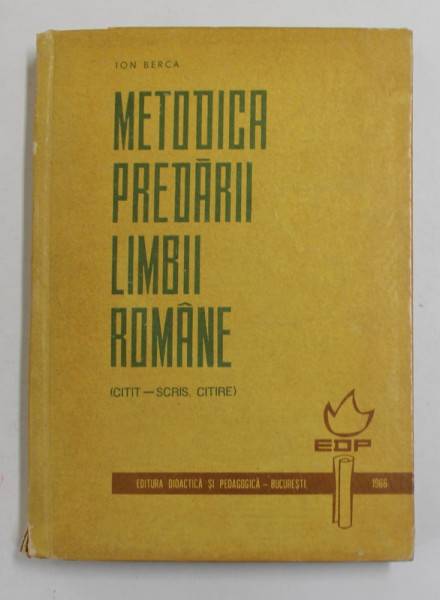 ION BERCA
METODICA
PREDĂRII
LIMBII
ROMÂNE
(CITIT — SCRIS, CITIRE)
EDP
EDITURA DIDACTICĂ ȘI PEDAGOGICĂ – BUCUREȘTI, 1966